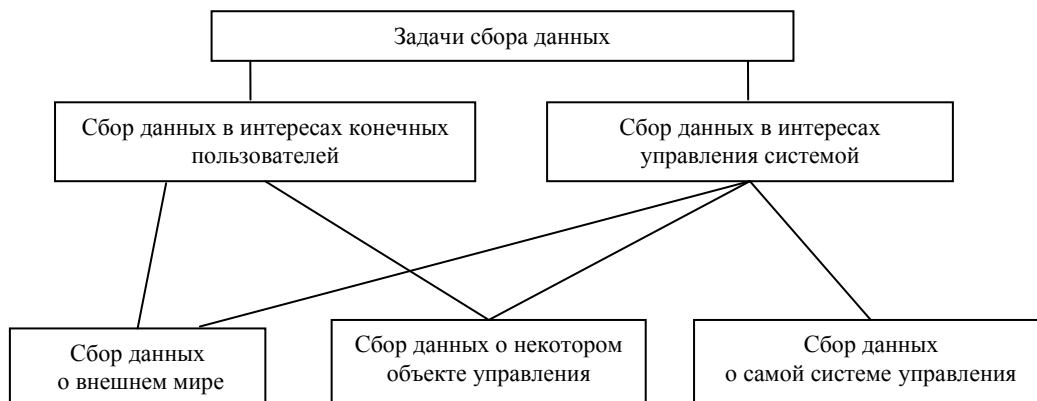 Задачи сбора данных
Сбор данных в интересах конечных
пользователей
Сбор данных в интересах
управления системой
Сбор данных
о внешнем мире
Сбор данных о некотором
объекте управления
Сбор данных
о самой системе управления